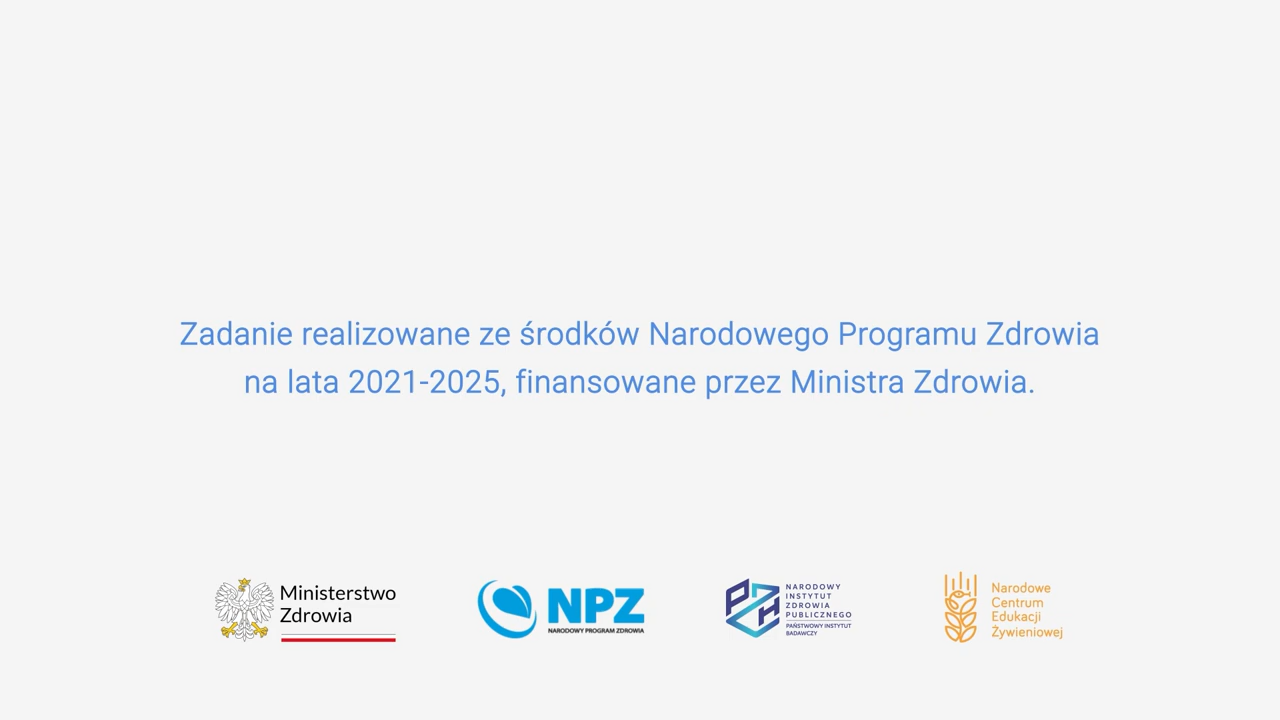 Zadanie realizowane ze środków Narodowego Programu Zdrowia
na lata 2021-2025, finansowane przez Ministra Zdrowia.
Ministerstwo
Zdrowia
NPZ
NARODOWY PROGRAM ZDROWIA
PZH
NARODOWY
INSTYTUT
ZDROWIA
PUBLICZNEGO
PAŃSTWOWY INSTYTUT
BADAWCZY
Narodowe
Centrum
Edukacji
Żywieniowej